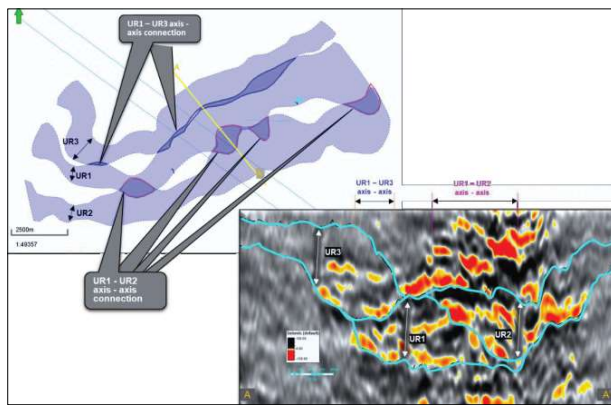 UR1 – UR3 axis -
axis connection
A
UR3
UR1
UR2
2500m
1:49357
UR1 - UR2
axis - axis
connection
UR1 – UR3
axis - axis
UR1 – UR2
axis - axis
UR3
UR1
UR2
A
A'